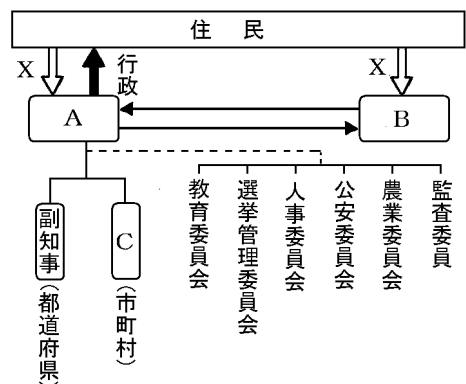 住民
X
行政
X
A
B
副知事
（都道府県）
C
（市町村）
教育委員会
選挙管理委員会
人事委員会
公安委員会
農業委員会
監査委員